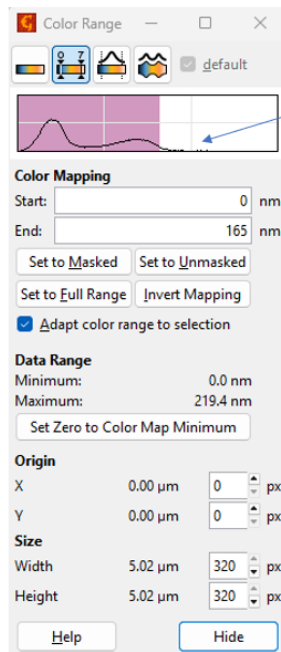 Color Range
0 7
default
Color Mapping
Start: 0 nm
End: 165 nm
Set to Masked Set to Unmasked
Set to Full Range Invert Mapping
Adapt color range to selection
Data Range
Minimum: 0.0 nm
Maximum: 219.4 nm
Set Zero to Color Map Minimum
Origin
X 0.00 µm 0 px
Y 0.00 µm 0 px
Size
Width 5.02 µm 320 px
Height 5.02 µm 320 px
Help Hide